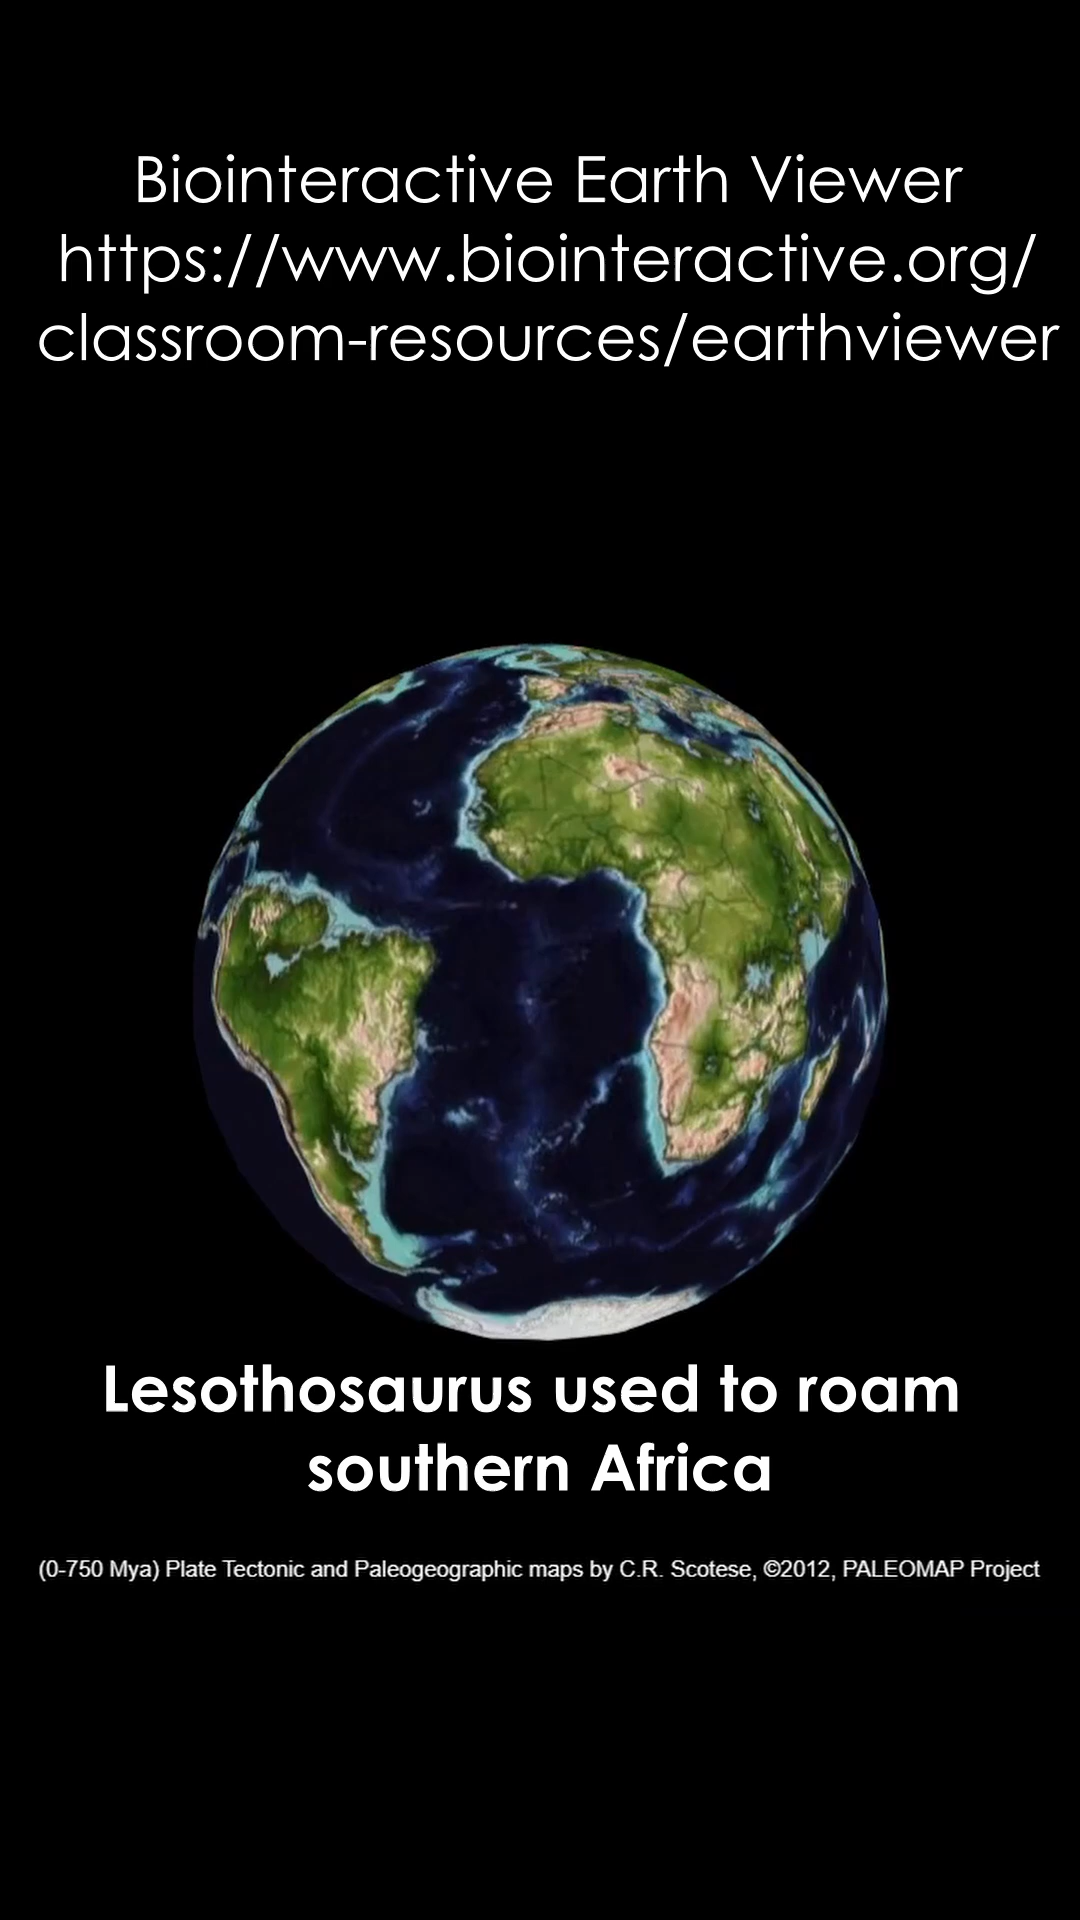 Biointeractive Earth Viewer
https://www.biointeractive.org/
classroom-resources/earthviewer
Lesothosaurus used to roam
southern Africa
(0-750 Mya) Plate Tectonic and Paleogeographic maps by C.R. Scotese, ©2012, PALEOMAP Project